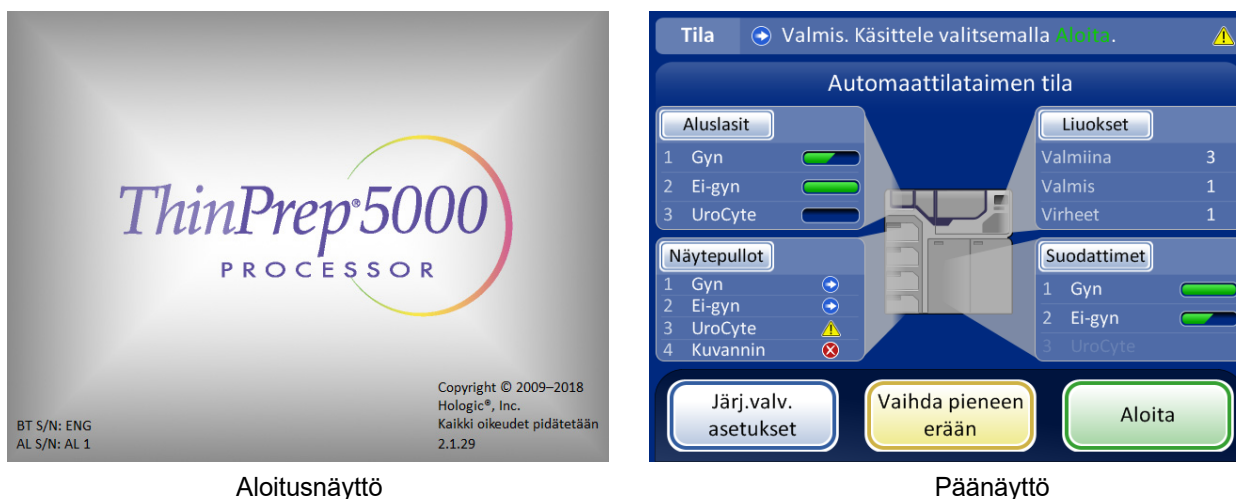 ThinPrep®5000
PROCESSOR
Copyright © 2009–2018
Hologic®, Inc.
Kaikki oikeudet pidätetään
2.1.29
BT S/N: ENG
AL S/N: AL 1
Aloitusnäyttö
Tila Valmis. Käsittele valitsemalla Aloita.
Automaattilataimen tila
Aluslasit
1 Gyn
2 Ei-gyn
3 UroCyte
Liuokset
Valmiina 3
Valmis 1
Virheet 1
Näytepullot
1 Gyn
2 Ei-gyn
3 UroCyte
4 Kuvannin
Suodattimet
1 Gyn
2 Ei-gyn
3 UroCyte
Järj.valv.
asetukset
Vaihda pieneen
erään
Aloita
Päänäyttö